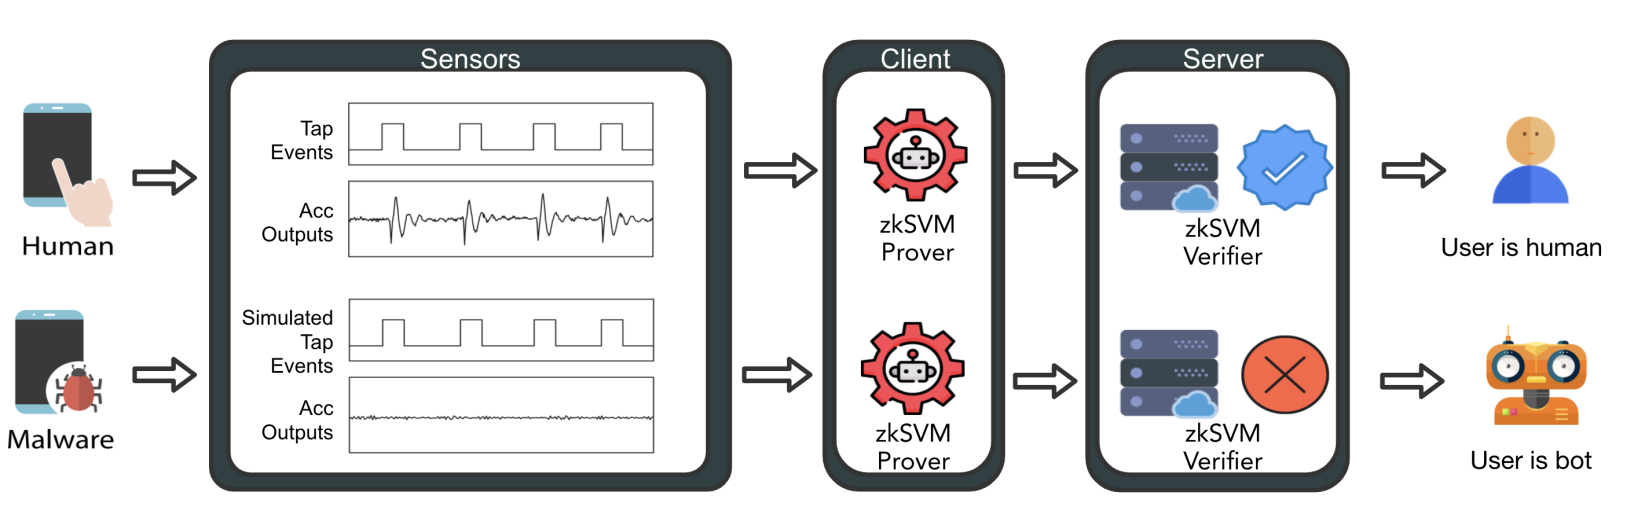 Sensors
Client
Server
Tap
Events
Acc
Outputs
Human
zkSVM
Prover
zkSVM
Verifier
User is human
Simulated
Tap
Events
Acc
Outputs
Malware
zkSVM
Prover
zkSVM
Verifier
User is bot